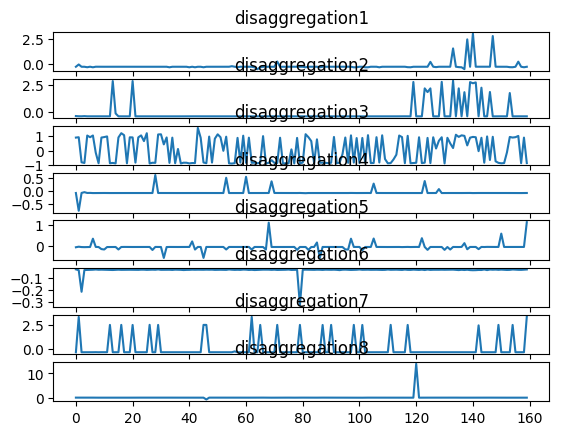 disaggregation1
2.5
0.0
disaggregation2
2.5
0.0
disaggregation3
1
0
−1
disaggregation4
0.5
0.0
−0.5
disaggregation5
1
0
disaggregation6
−0.1
−0.2
−0.3
disaggregation7
2.5
0.0
disaggregation8
10
0
0 20 40 60 80 100 120 140 160